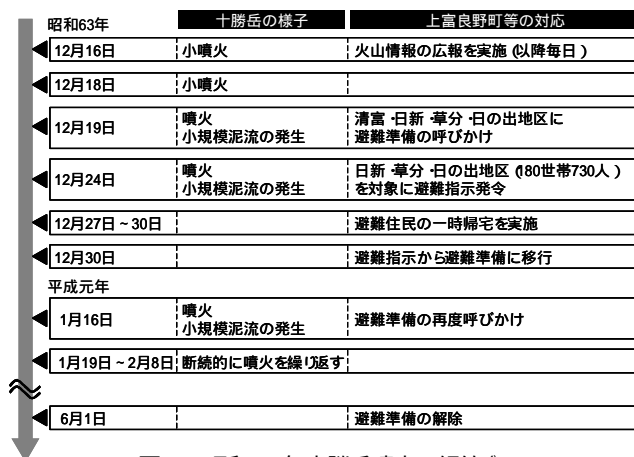 昭和63年 十勝岳の様子 上富良野町等の対応
12月16日 小噴火 火山情報の広報を実施(以降毎日)
12月18日 小噴火
12月19日 噴火 清富・日新・草分・日の出地区に
小規模泥流の発生 避難準備の呼びかけ
12月24日 噴火 日新・草分・日の出地区(180世帯730人)
小規模泥流の発生 を対象に避難指示発令
12月27日~30日 避難住民の一時帰宅を実施
12月30日 避難指示から避難準備に移行
平成元年
1月16日 噴火 避難準備の再度呼びかけ
小規模泥流の発生
1月19日~2月8日 断続的に噴火を繰り返す
6月1日 避難準備の解除